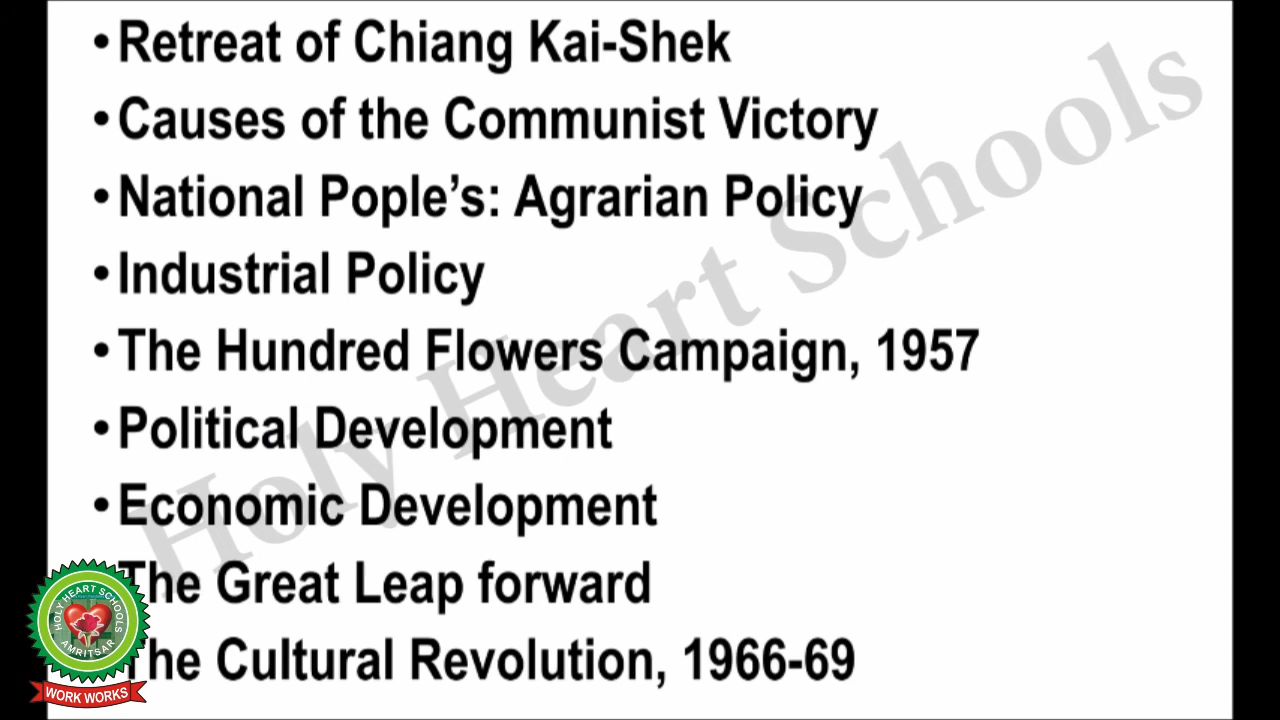 • Retreat of Chiang Kai-Shek
• Causes of the Communist Victory
• National Pople's: Agrarian Policy
• Industrial Policy
• The Hundred Flowers Campaign, 1957
• Political Development
• Economic Development
The Great Leap forward
The Cultural Revolution, 1966-69
Holy Heart Schools
HOLY HEART SCHOOLS
AMRITSAR
WORK WORKS